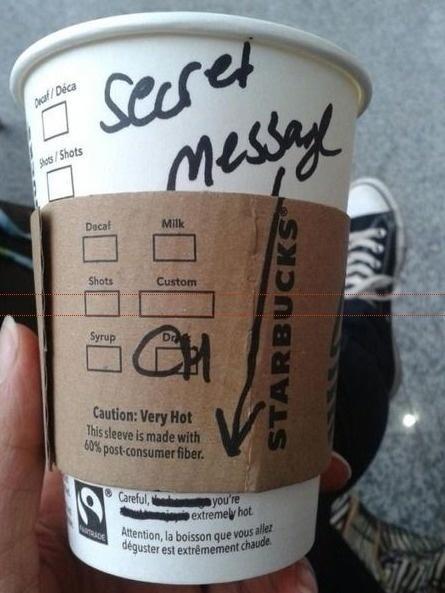 Secret
Message
Decaf / Déca
Shots / Shots
Decaf
Milk
Shots
Custom
Syrup
CH
Caution: Very Hot
This sleeve is made with
60% post-consumer fiber.
STARBUCKS®
FAIRTRADE
Careful, you're
extremely hot.
Attention, la boisson que vous allez
déguster est extrêmement chaude.